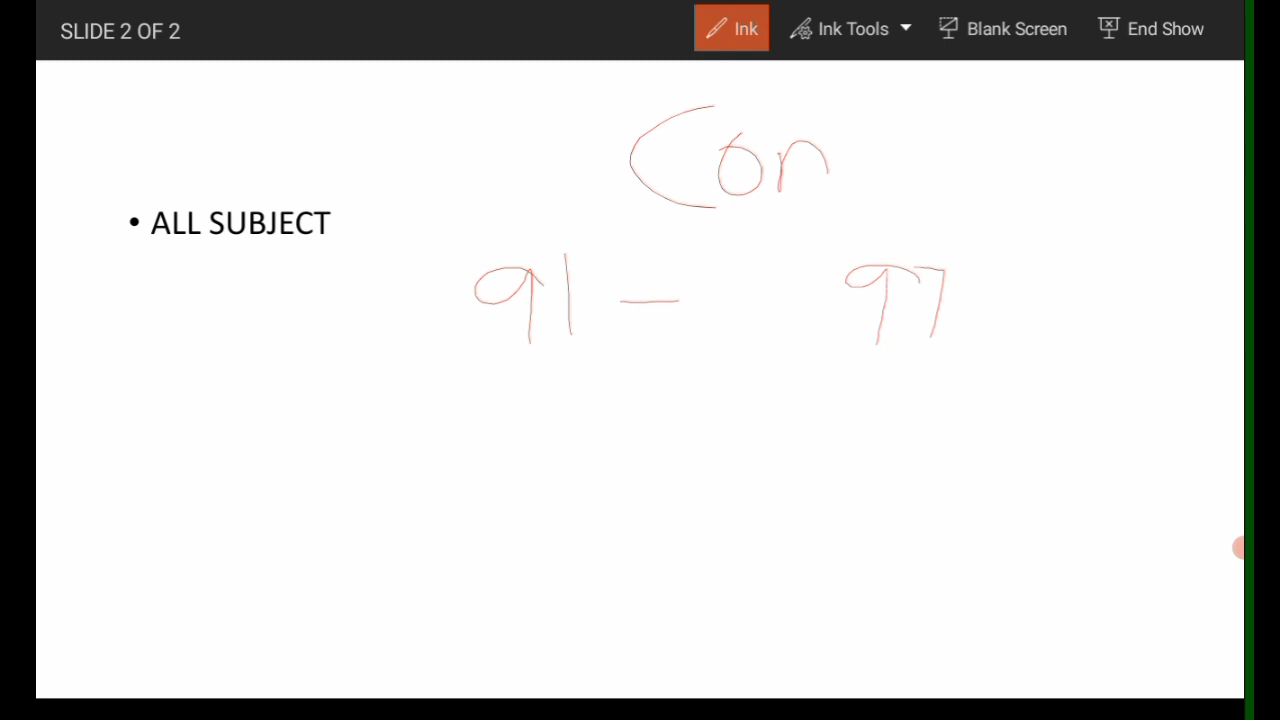 SLIDE 2 OF 2 Ink Ink Tools Blank Screen End Show
Con
• ALL SUBJECT
91 - 97